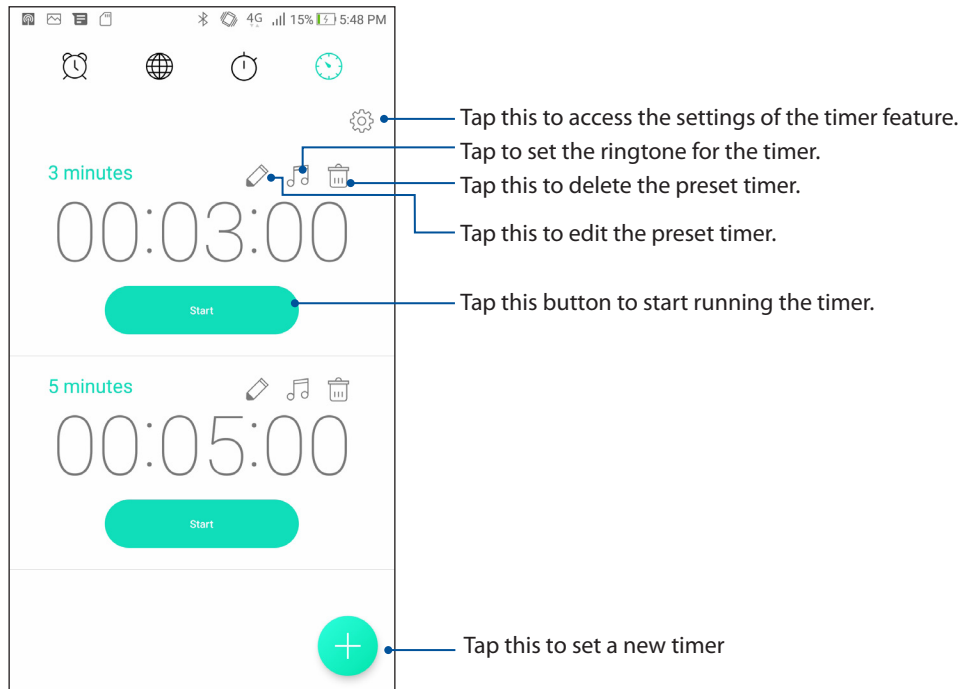 4G 15% 5:48 PM
Tap this to access the settings of the timer feature.
Tap to set the ringtone for the timer.
3 minutes
Tap this to delete the preset timer.
00:03:00
Tap this to edit the preset timer.
Start
Tap this button to start running the timer.
5 minutes
00:05:00
Start
Tap this to set a new timer